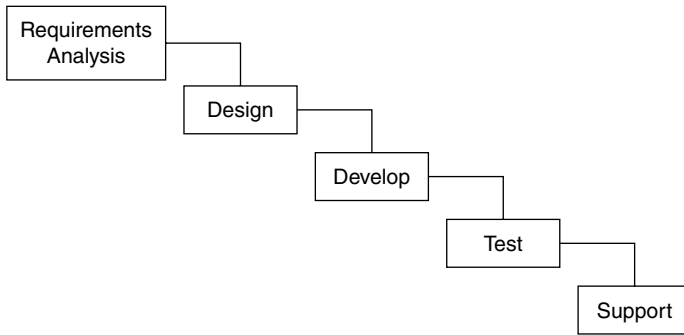 Requirements
Analysis
Design
Develop
Test
Support